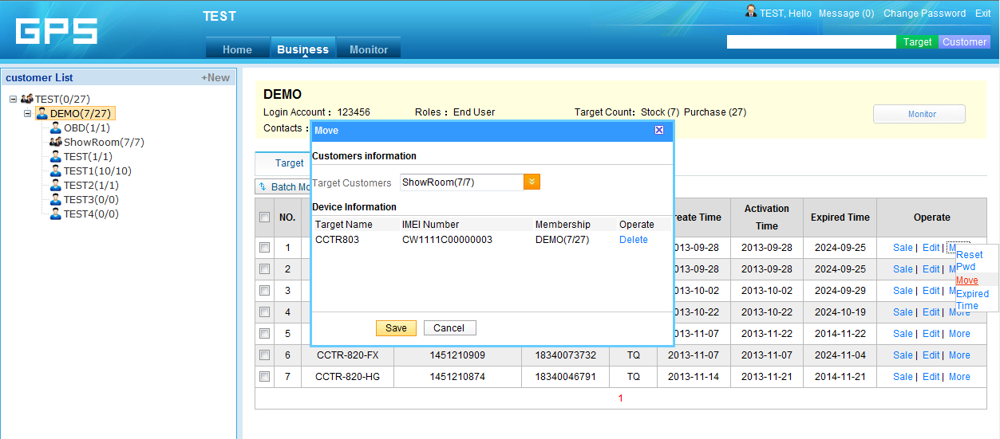 GPS
TEST
TEST, Hello Message (0) Change Password Exit
Home Business Monitor
Target Customer
customer List +New
TEST(0/27)
DEMO(7/27)
OBD(1/1)
ShowRoom(7/7)
TEST(1/1)
TEST1(10/10)
TEST2(1/1)
TEST3(0/0)
TEST4(0/0)
DEMO
Login Account : 123456 Roles : End User Target Count: Stock (7) Purchase (27)
Contacts :
Monitor
Move
Customers information
Target Customers ShowRoom(7/7)
Device Information
Target Name IMEI Number Membership Operate
CCTR803 CW1111C00000003 DEMO(7/27) Delete
Save Cancel
Target
Batch Mo
NO. reate Time Activation Time Expired Time Operate
1 013-09-28 2013-09-28 2024-09-25 Sale | Edit | M
2 013-09-28 2013-09-28 2024-09-25 Sale | Edit | M
3 013-10-02 2013-10-02 2024-09-29 Sale | Edit | M
4 013-10-22 2013-10-22 2024-10-19 Sale | Edit | More
5 013-11-07 2013-11-22 2014-11-22 Sale | Edit | More
6 CCTR-820-FX 1451210909 18340073732 TQ 2013-11-07 2013-11-07 2024-11-04 Sale | Edit | More
7 CCTR-820-HG 1451210874 18340046791 TQ 2013-11-14 2013-11-21 2014-11-21 Sale | Edit | More
1
Reset
Pwd
Move
Expired
Time